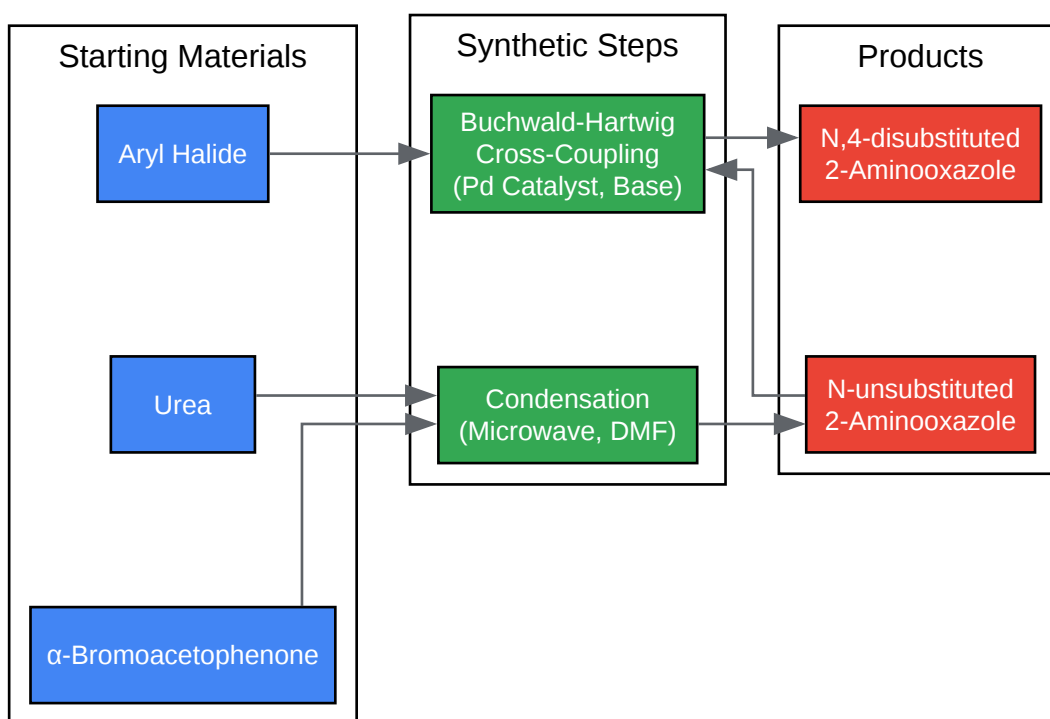 Starting Materials
Aryl Halide
Urea
α-Bromoacetophenone
Synthetic Steps
Buchwald-Hartwig
Cross-Coupling
(Pd Catalyst, Base)
Condensation
(Microwave, DMF)
Products
N,4-disubstituted
2-Aminooxazole
N-unsubstituted
2-Aminooxazole